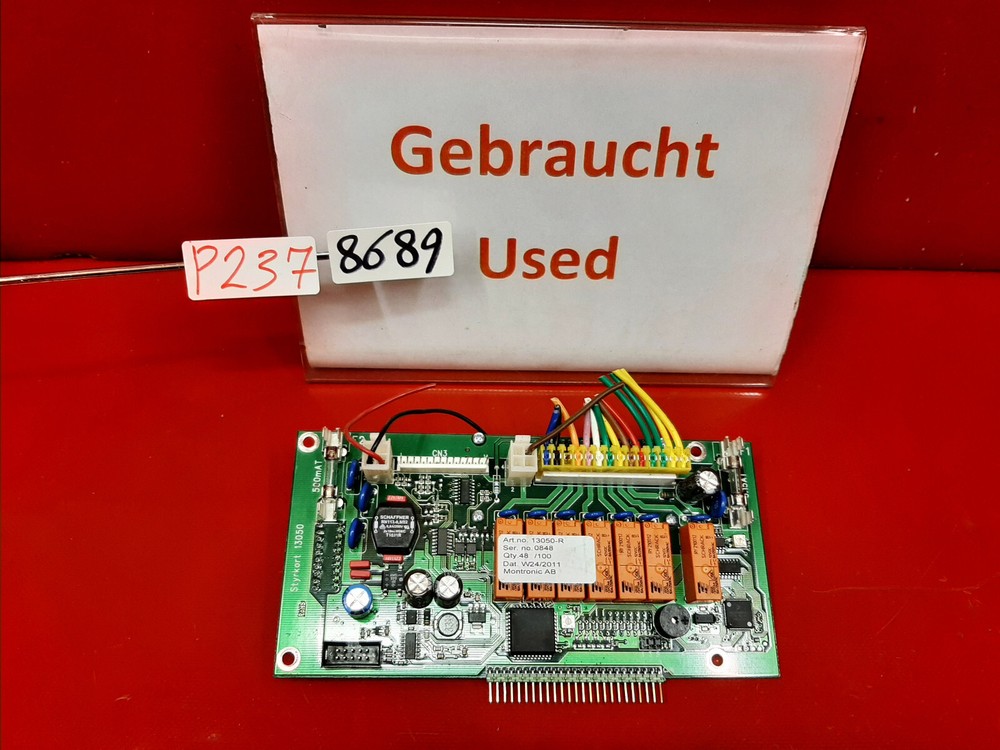 Gebraucht
Used
P237
8689
CN3
500mAT
Styrkort 13050
SCHAFFNER
Art.no. 13050-R
Ser. no. 0848
Qty.48 /100
Dat. W24/2011
Montronic AB